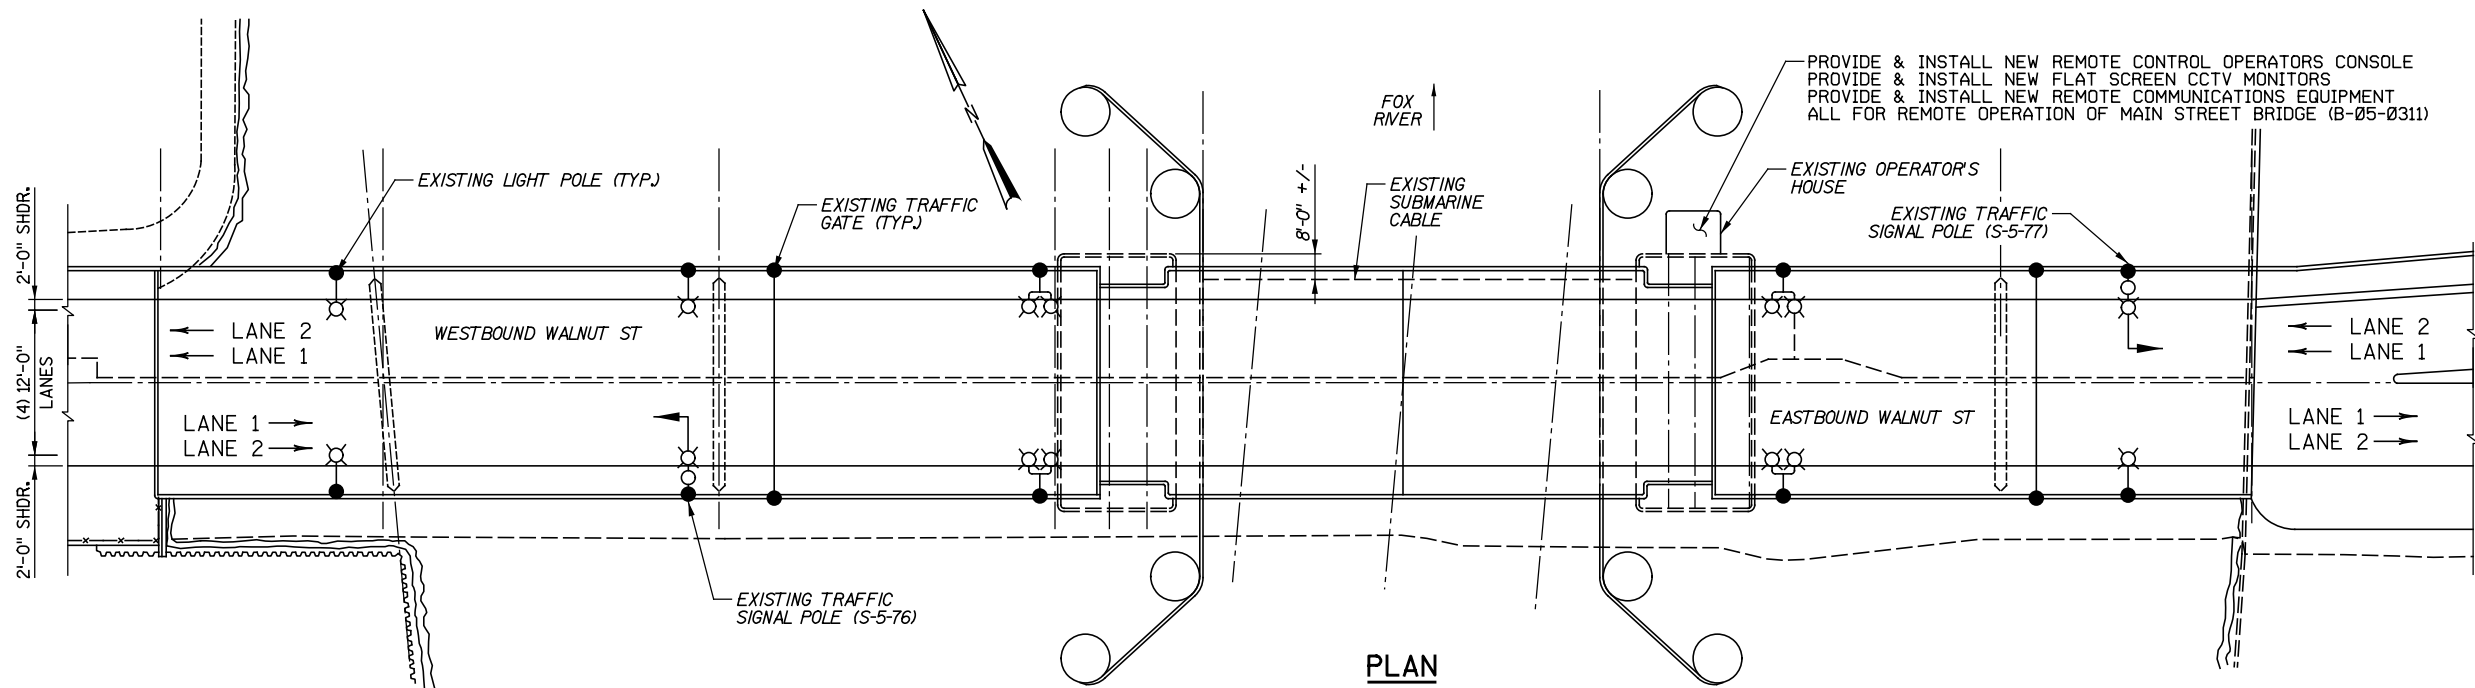 PROVIDE & INSTALL NEW REMOTE CONTROL OPERATORS CONSOLE
PROVIDE & INSTALL NEW FLAT SCREEN CCTV MONITORS
PROVIDE & INSTALL NEW REMOTE COMMUNICATIONS EQUIPMENT
ALL FOR REMOTE OPERATION OF MAIN STREET BRIDGE (B-Ø5-Ø311)
N
FOX
RIVER
EXISTING LIGHT POLE (TYP.)
EXISTING TRAFFIC
GATE (TYP.)
8'-0" +/-
EXISTING
SUBMARINE
CABLE
EXISTING OPERATOR'S
HOUSE
EXISTING TRAFFIC
SIGNAL POLE (S-5-77)
2'-0" SHDR.
(4) 12'-0"
LANES
2'-0" SHDR.
LANE 2
LANE 1
WESTBOUND WALNUT ST
LANE 1
LANE 2
LANE 2
LANE 1
EASTBOUND WALNUT ST
LANE 1
LANE 2
EXISTING TRAFFIC
SIGNAL POLE (S-5-76)
PLAN